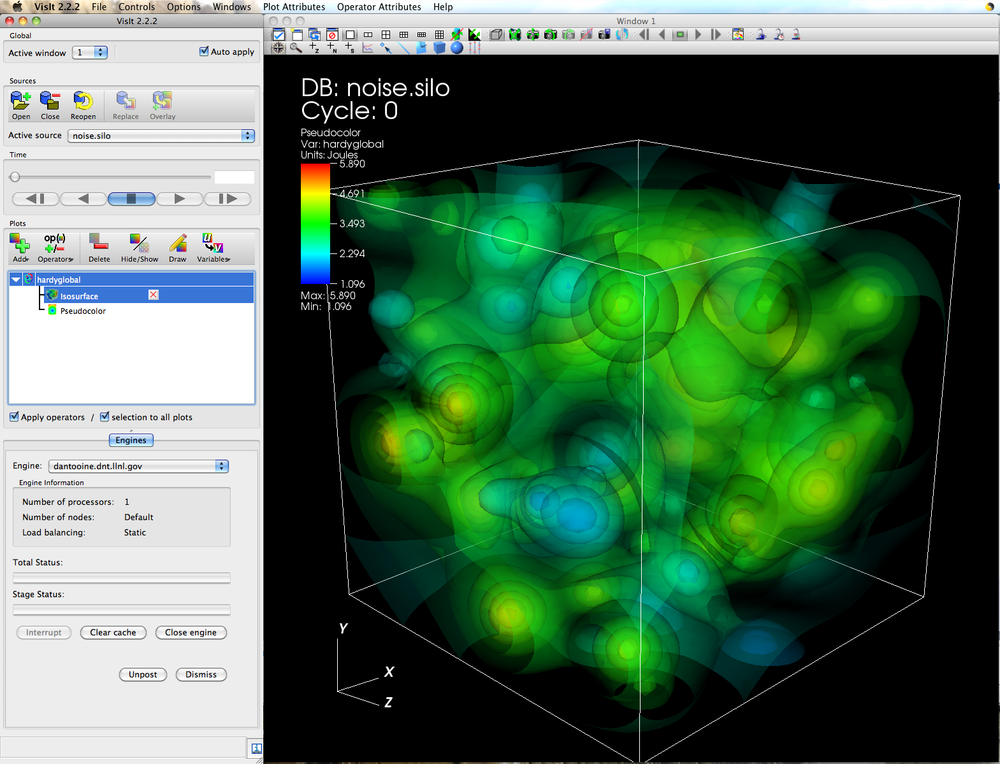 VisIt 2.2.2 File Controls Options Windows Plot Attributes Operator Attributes Help
VisIt 2.2.2
Global
Active window 1 Auto apply
Sources
Open Close Reopen Replace Overlay
Active source noise.silo
Time
Plots
op(u)
+/-
u
v
Add Operators Delete Hide/Show Draw Variables
hardyglobal
Isosurface
Pseudocolor
Apply operators / selection to all plots
Engines
Engine: dantooine.dnt.llnl.gov
Engine Information
Number of processors: 1
Number of nodes: Default
Load balancing: Static
Total Status:
Stage Status:
Interrupt Clear cache Close engine
Unpost Dismiss
Window 1
Z N S
DB: noise.silo
Cycle: 0
Pseudocolor
Var: hardyglobal
Units: Joules
5.890
4.691
3.493
2.294
1.096
Max: 5.890
Min: 1.096
Y
X
Z